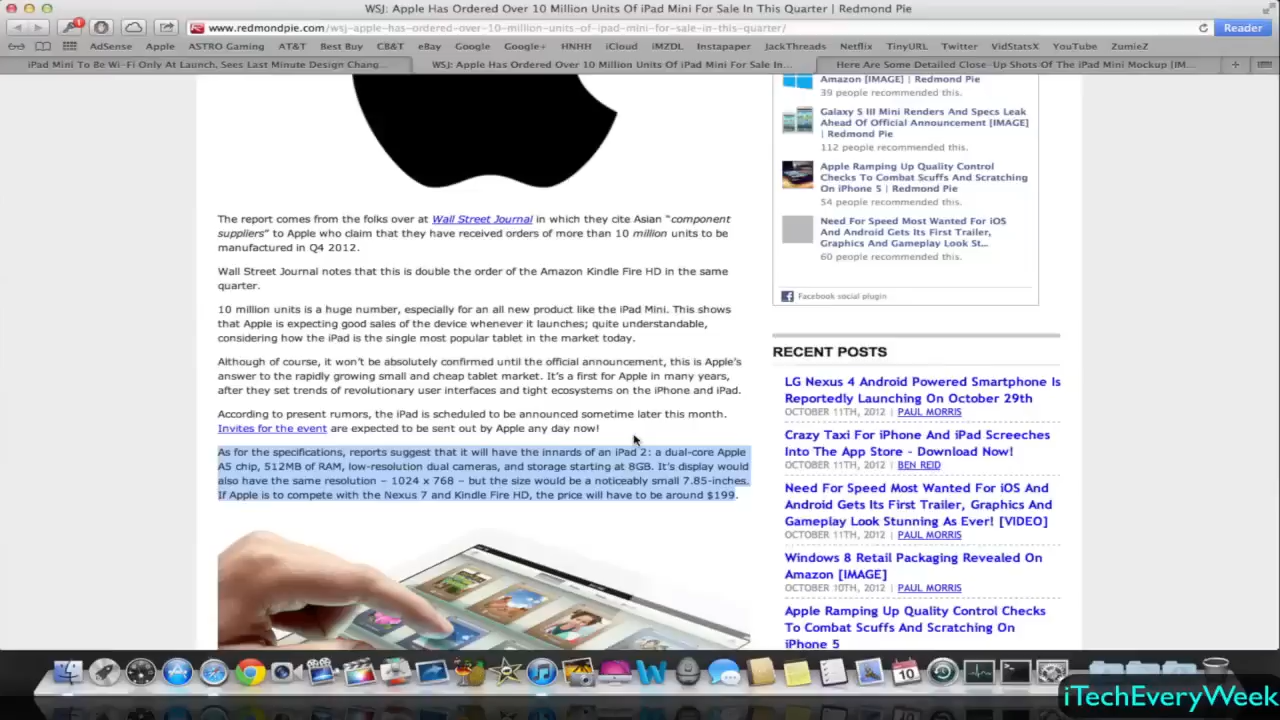 WSJ: Apple Has Ordered Over 10 Million Units Of iPad Mini For Sale In This Quarter | Redmond Pie
www.redmondpie.com/wsj-apple-has-ordered-over-10-million-units-of-ipad-mini-for-sale-in-this-quarter/
Reader
AdSense Apple ASTRO Gaming AT&T Best Buy CB&T eBay Google Google+ HNHH iCloud iMZDL Instapaper JackThreads Netflix TinyURL Twitter VidStatsX YouTube ZumieZ
iPad Mini To Be Wi-Fi Only At Launch, Sees Last Minute Design Chang...
WSJ: Apple Has Ordered Over 10 Million Units Of iPad Mini For Sale In...
Here Are Some Detailed Close-Up Shots Of The iPad Mini Mockup [IM...
The report comes from the folks over at Wall Street Journal in which they cite Asian “component
suppliers” to Apple who claim that they have received orders of more than 10 million units to be
manufactured in Q4 2012.
Wall Street Journal notes that this is double the order of the Amazon Kindle Fire HD in the same
quarter.
10 million units is a huge number, especially for an all new product like the iPad Mini. This shows
that Apple is expecting good sales of the device whenever it launches; quite understandable,
considering how the iPad is the single most popular tablet in the market today.
Although of course, it won’t be absolutely confirmed until the official announcement, this is Apple’s
answer to the rapidly growing small and cheap tablet market. It’s a first for Apple in many years,
after they set trends of revolutionary user interfaces and tight ecosystems on the iPhone and iPad.
According to present rumors, the iPad is scheduled to be announced sometime later this month.
Invites for the event are expected to be sent out by Apple any day now!
As for the specifications, reports suggest that it will have the innards of an iPad 2: a dual-core Apple
A5 chip, 512MB of RAM, low-resolution dual cameras, and storage starting at 8GB. It’s display would
also have the same resolution – 1024 x 768 – but the size would be a noticeably small 7.85-inches.
If Apple is to compete with the Nexus 7 and Kindle Fire HD, the price will have to be around $199.
Amazon [IMAGE] | Redmond Pie
39 people recommended this.
Galaxy S III Mini Renders And Specs Leak
Ahead Of Official Announcement [IMAGE]
| Redmond Pie
112 people recommended this.
Apple Ramping Up Quality Control
Checks To Combat Scuffs And Scratching
On iPhone 5 | Redmond Pie
54 people recommended this.
Need For Speed Most Wanted For iOS
And Android Gets Its First Trailer,
Graphics And Gameplay Look St...
60 people recommended this.
Facebook social plugin
RECENT POSTS
LG Nexus 4 Android Powered Smartphone Is
Reportedly Launching On October 29th
OCTOBER 11TH, 2012 | PAUL MORRIS
Crazy Taxi For iPhone And iPad Screeches
Into The App Store - Download Now!
OCTOBER 11TH, 2012 | BEN REID
Need For Speed Most Wanted For iOS And
Android Gets Its First Trailer, Graphics And
Gameplay Look Stunning As Ever! [VIDEO]
OCTOBER 11TH, 2012 | PAUL MORRIS
Windows 8 Retail Packaging Revealed On
Amazon [IMAGE]
OCTOBER 10TH, 2012 | PAUL MORRIS
Apple Ramping Up Quality Control Checks
To Combat Scuffs And Scratching On
iPhone 5
10
iTechEveryWeek